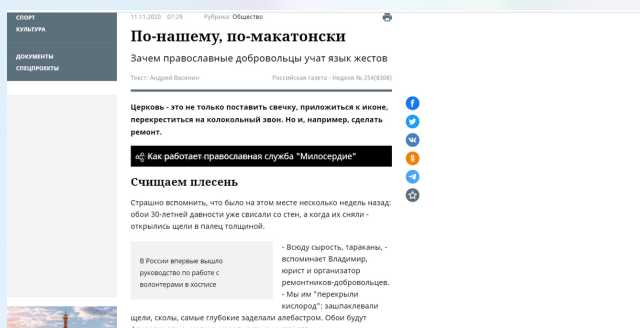 СПОРТ
КУЛЬТУРА
ДОКУМЕНТЫ
СПЕЦПРОЕКТЫ
11.11.2020 07:29 Рубрика: Общество
По-нашему, по-макатонски
Зачем православные добровольцы учат язык жестов
Текст: Андрей Васянин Российская газета - Неделя № 254(8308)
Церковь - это не только поставить свечку, приложиться к иконе,
перекреститься на колокольный звон. Но и, например, сделать
ремонт.
Как работает православная служба "Милосердие"
Счищаем плесень
Страшно вспомнить, что было на этом месте несколько недель назад:
обои 30-летней давности уже свисали со стен, а когда их сняли -
открылись щели в палец толщиной.
В России впервые вышло
руководство по работе с
волонтерами в хосписе
- Всюду сырость, тараканы, -
вспоминает Владимир,
юрист и организатор
ремонтников-добровольцев.
- Мы им "перекрыли
кислород": зашпаклевали
щели, сколы, самые глубокие заделали алебастром. Обои будут